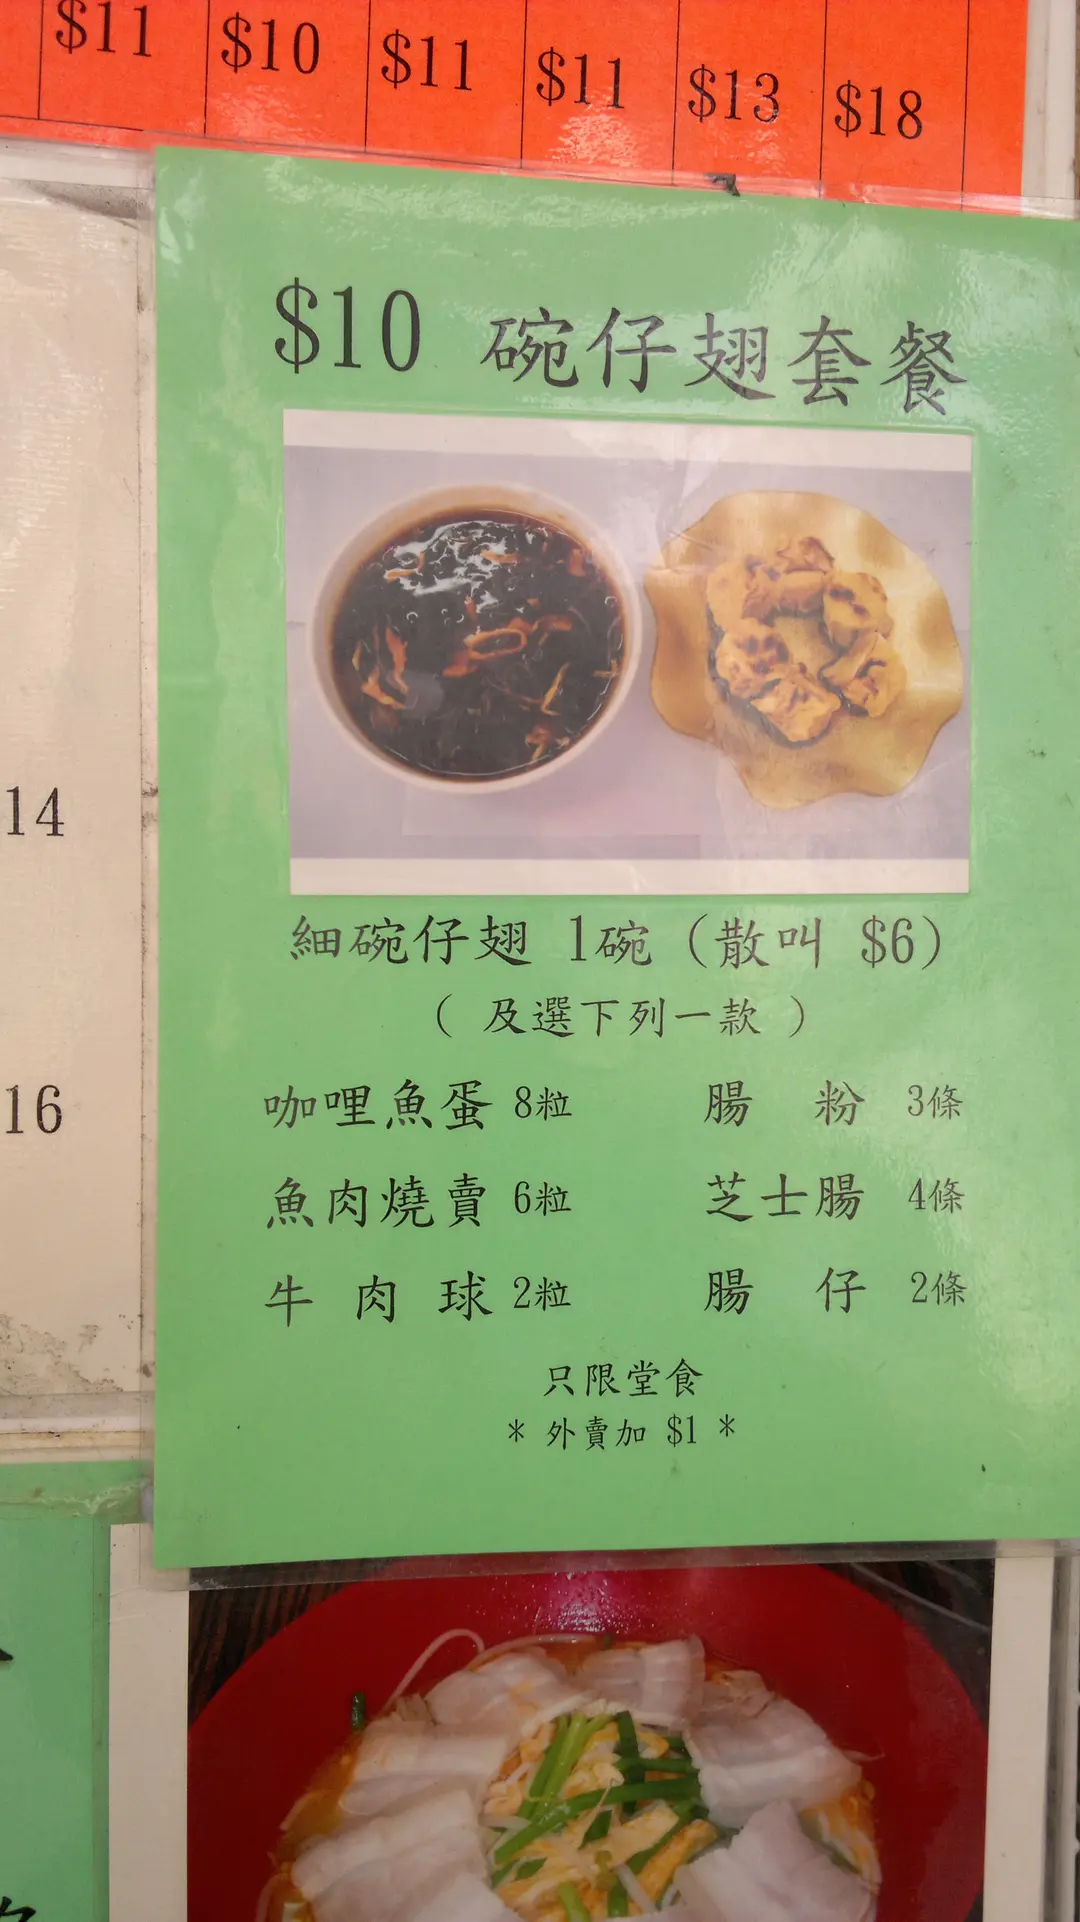 $11 $10 $11 $11 $13 $18
$10 碗仔翅套餐
細碗仔翅 1碗 (散叫 $6)
( 及選下列一款 )
咖哩魚蛋 8粒 腸 粉 3條
魚肉燒賣 6粒 芝士腸 4條
牛 肉 球 2粒 腸 仔 2條
只限堂食
* 外賣加 $1 *
14
16